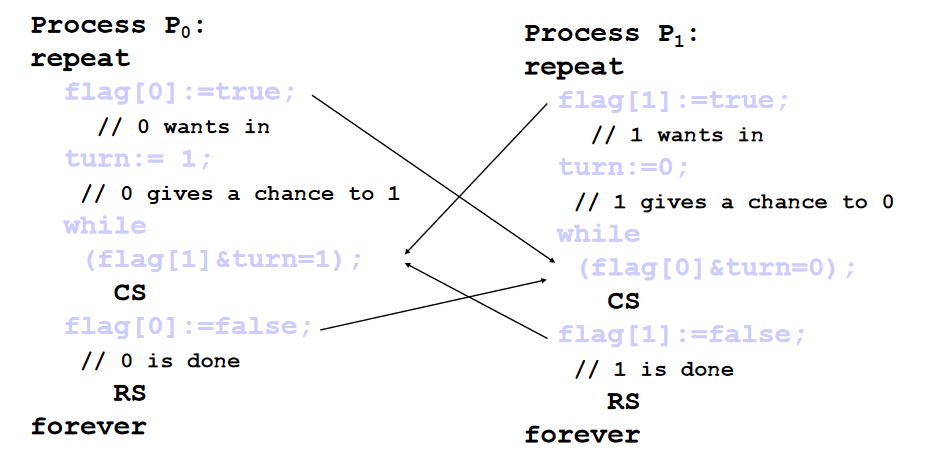 Process P0:
repeat
flag[0]:=true;
// 0 wants in
turn:= 1;
// 0 gives a chance to 1
while
(flag[1]&turn=1);
CS
flag[0]:=false;
// 0 is done
RS
forever
Process P1:
repeat
flag[1]:=true;
// 1 wants in
turn:=0;
// 1 gives a chance to 0
while
(flag[0]&turn=0);
CS
flag[1]:=false;
// 1 is done
RS
forever